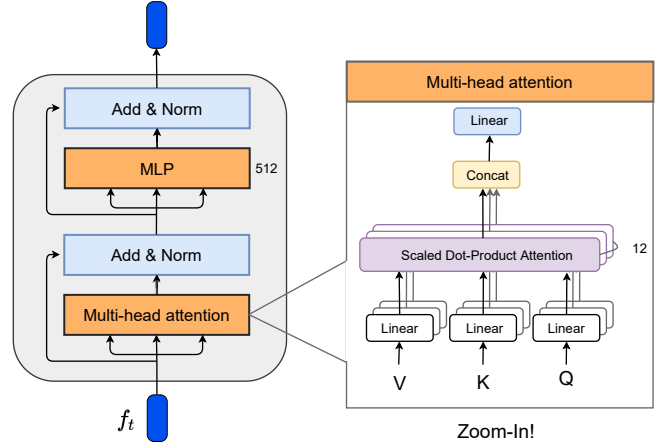 Add & Norm
MLP
512
Add & Norm
Multi-head attention
f_t
Multi-head attention
Linear
Concat
Scaled Dot-Product Attention
12
Linear Linear Linear
V K Q
Zoom-In!